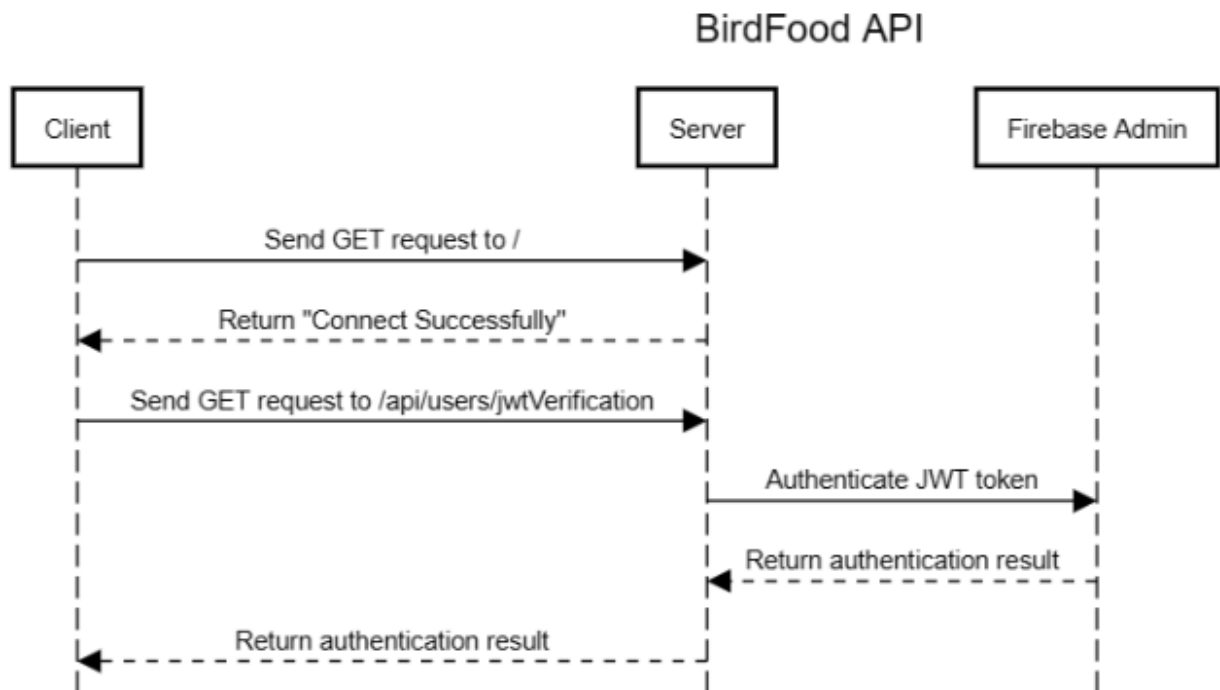 BirdFood API
Client
Server
Firebase Admin
Send GET request to /
Return "Connect Successfully"
Send GET request to /api/users/jwtVerification
Authenticate JWT token
Return authentication result
Return authentication result